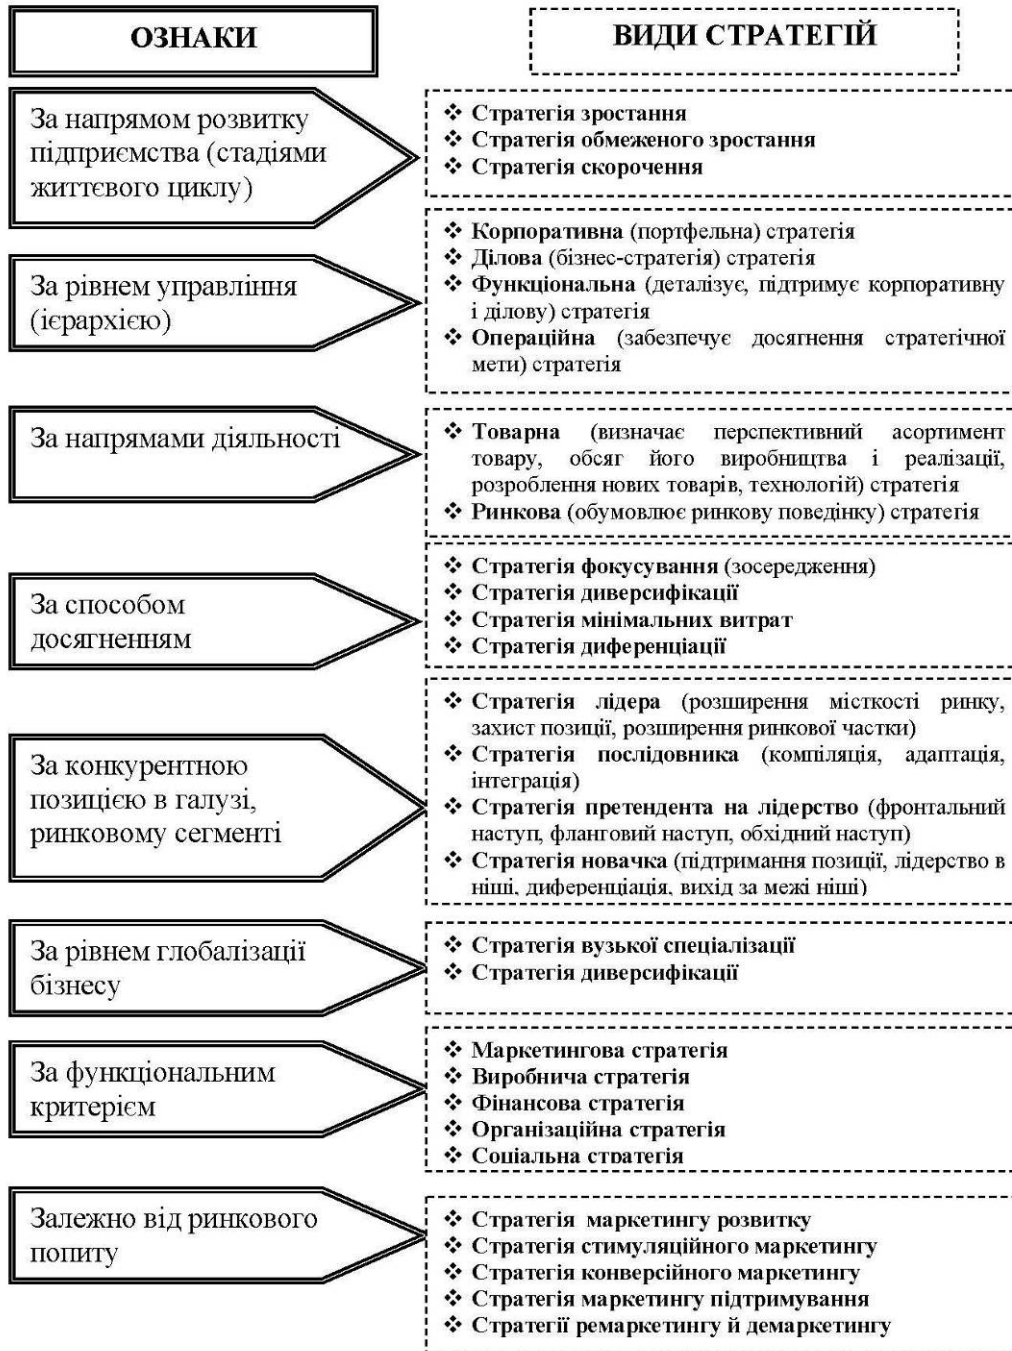 ОЗНАКИ
ВИДИ СТРАТЕГІЙ
За напрямом розвитку
підприємства (стадіями
життєвого циклу)
❖ Стратегія зростання
❖ Стратегія обмеженого зростання
❖ Стратегія скорочення
За рівнем управління
(ієрархією)
❖ Корпоративна (портфельна) стратегія
❖ Ділова (бізнес-стратегія) стратегія
❖ Функціональна (деталізує, підтримує корпоративну
і ділову) стратегія
❖ Операційна (забезпечує досягнення стратегічної
мети) стратегія
За напрямами діяльності
❖ Товарна (визначає перспективний асортимент
товару, обсяг його виробництва і реалізації,
розроблення нових товарів, технологій) стратегія
❖ Ринкова (обумовлює ринкову поведінку) стратегія
За способом
досягненням
❖ Стратегія фокусування (зосередження)
❖ Стратегія диверсифікації
❖ Стратегія мінімальних витрат
❖ Стратегія диференціації
За конкурентною
позицією в галузі,
ринковому сегменті
❖ Стратегія лідера (розширення місткості ринку,
захист позиції, розширення ринкової частки)
❖ Стратегія послідовника (компіляція, адаптація,
інтеграція)
❖ Стратегія претендента на лідерство (фронтальний
наступ, фланговий наступ, обхідний наступ)
❖ Стратегія новачка (підтримання позиції, лідерство в
ніші, диференціація, вихід за межі ніші)
За рівнем глобалізації
бізнесу
❖ Стратегія вузької спеціалізації
❖ Стратегія диверсифікації
За функціональним
критерієм
❖ Маркетингова стратегія
❖ Виробнича стратегія
❖ Фінансова стратегія
❖ Організаційна стратегія
❖ Соціальна стратегія
Залежно від ринкового
попиту
❖ Стратегія маркетингу розвитку
❖ Стратегія стимуляційного маркетингу
❖ Стратегія конверсійного маркетингу
❖ Стратегія маркетингу підтримування
❖ Стратегії ремаркетингу й демаркетингу